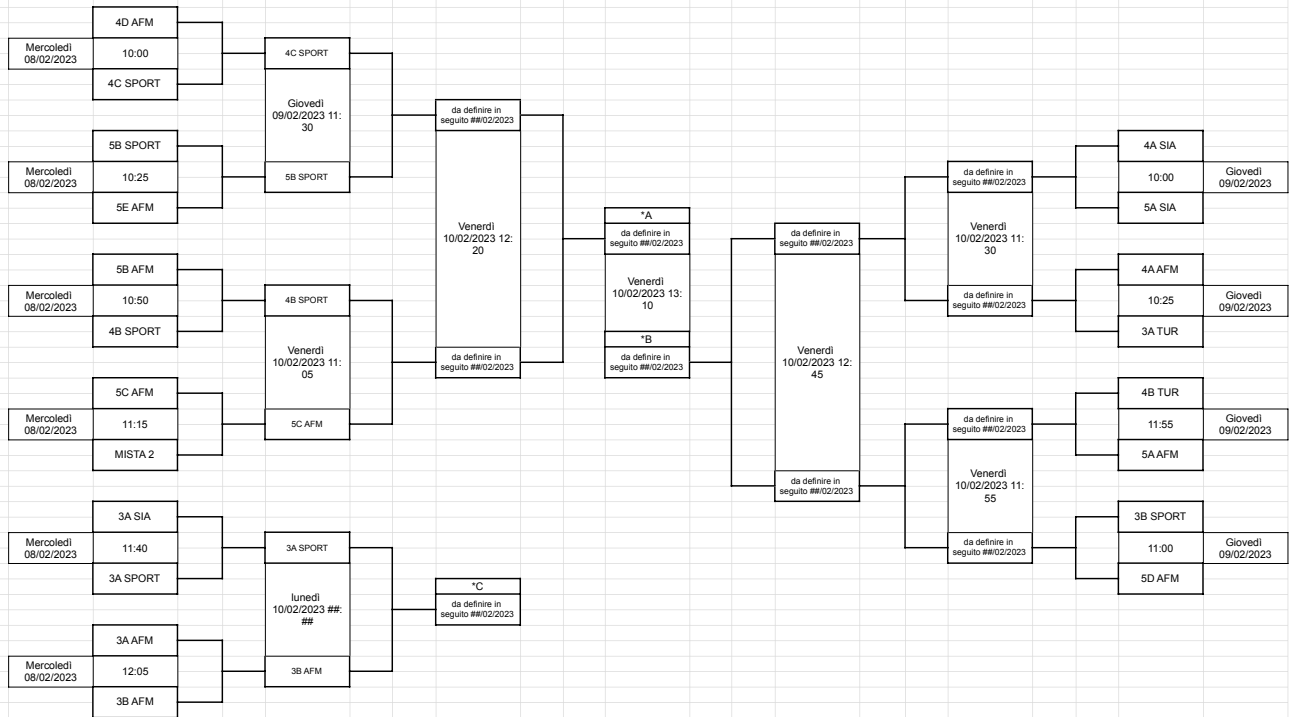 4D AFM
Mercoledì
08/02/2023
10:00
4C SPORT
4C SPORT
Giovedì
09/02/2023 11:
30
5B SPORT
5B SPORT
Mercoledì
08/02/2023
10:25
5E AFM
da definire in
seguito ##/02/2023
Venerdì
10/02/2023 12:
20
da definire in
seguito ##/02/2023
5B AFM
Mercoledì
08/02/2023
10:50
4B SPORT
4B SPORT
Venerdì
10/02/2023 11:
05
5C AFM
5C AFM
Mercoledì
08/02/2023
11:15
MISTA 2
3A SIA
Mercoledì
08/02/2023
11:40
3A SPORT
3A SPORT
lunedì
10/02/2023 ##:
##
3B AFM
3A AFM
Mercoledì
08/02/2023
12:05
3B AFM
*C
da definire in
seguito ##/02/2023
*A
da definire in
seguito ##/02/2023
Venerdì
10/02/2023 13:
10
*B
da definire in
seguito ##/02/2023
da definire in
seguito ##/02/2023
Venerdì
10/02/2023 12:
45
da definire in
seguito ##/02/2023
da definire in
seguito ##/02/2023
Venerdì
10/02/2023 11:
30
da definire in
seguito ##/02/2023
da definire in
seguito ##/02/2023
Venerdì
10/02/2023 11:
55
da definire in
seguito ##/02/2023
4A SIA
10:00
Giovedì
09/02/2023
5A SIA
4A AFM
10:25
Giovedì
09/02/2023
3A TUR
4B TUR
11:55
Giovedì
09/02/2023
5A AFM
3B SPORT
11:00
Giovedì
09/02/2023
5D AFM